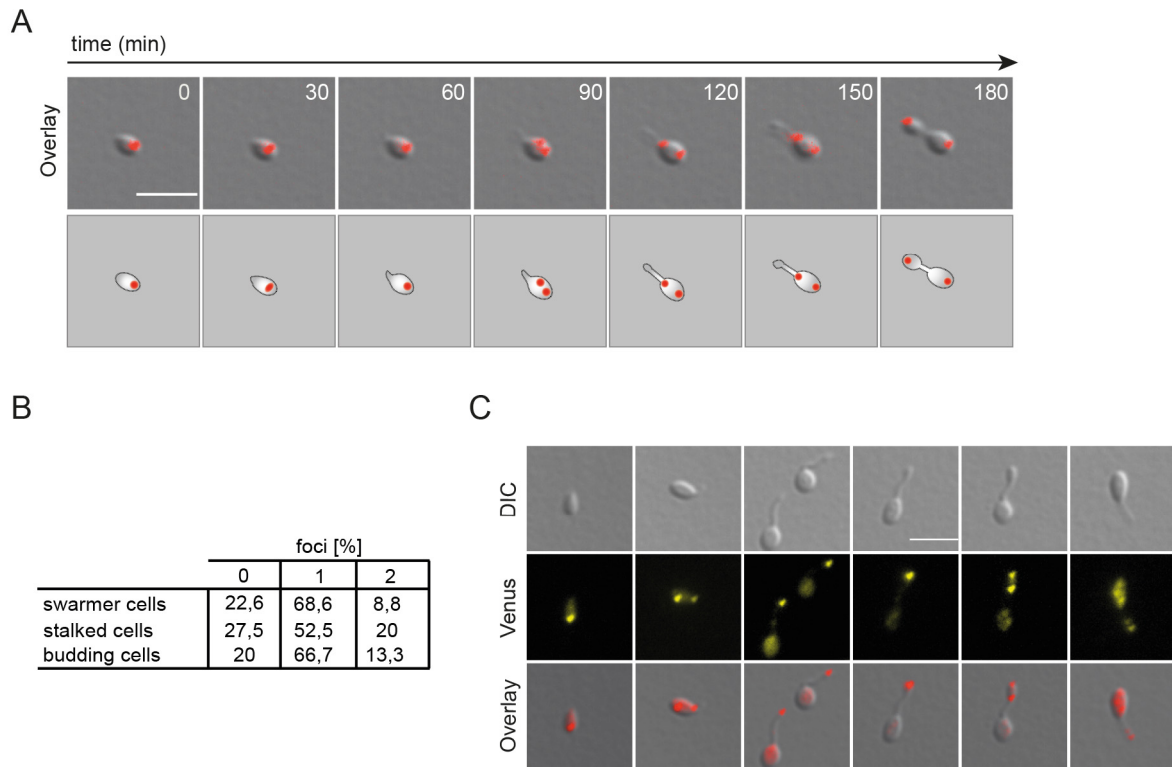 A
time (min)
Overlay
0 30 60 90 120 150 180
B
foci [%]
0 1 2
swarmer cells 22,6 68,6 8,8
stalked cells 27,5 52,5 20
budding cells 20 66,7 13,3
C
DIC
Venus
Overlay